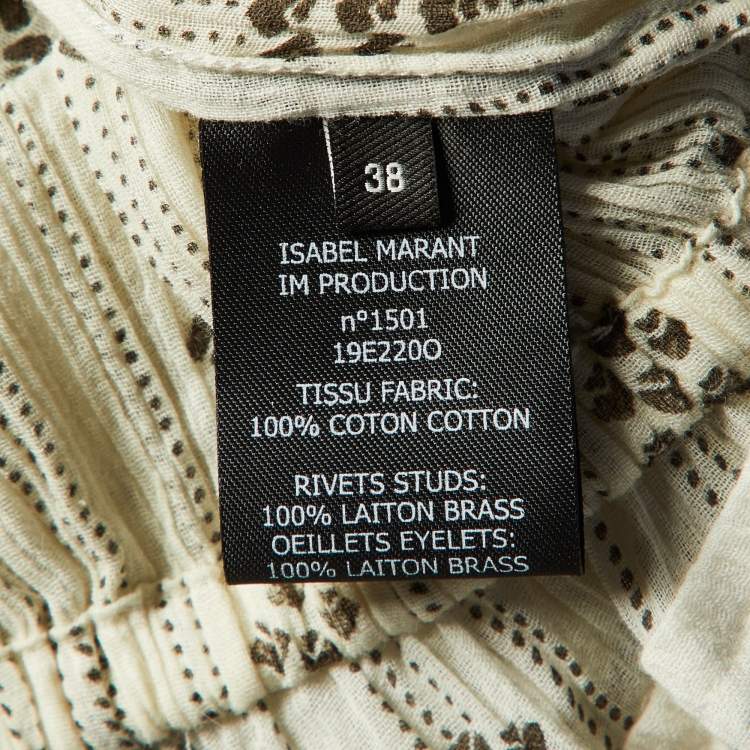 38
ISABEL MARANT
IM PRODUCTION
n°1501
19E220O
TISSU FABRIC:
100% COTON COTTON
RIVETS STUDS:
100% LAITON BRASS
OEILLETS EYELETS:
100% LAITON BRASS